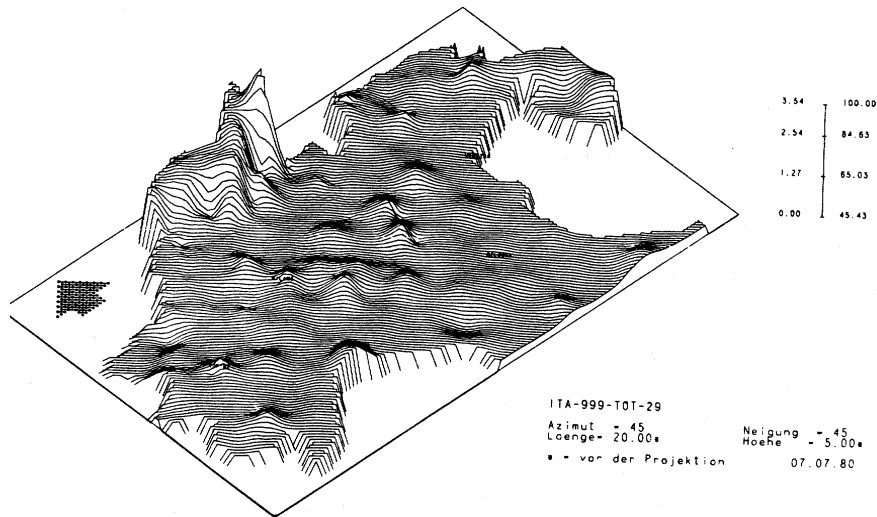 3.54 100.00
2.54 84.63
1.27 65.03
0.00 45.43
ITA-999-TOT-29
Azimut = 45 Neigung = 45
Laenge= 20.00* Hoehe = 5.00*
* = vor der Projektion 07.07.80